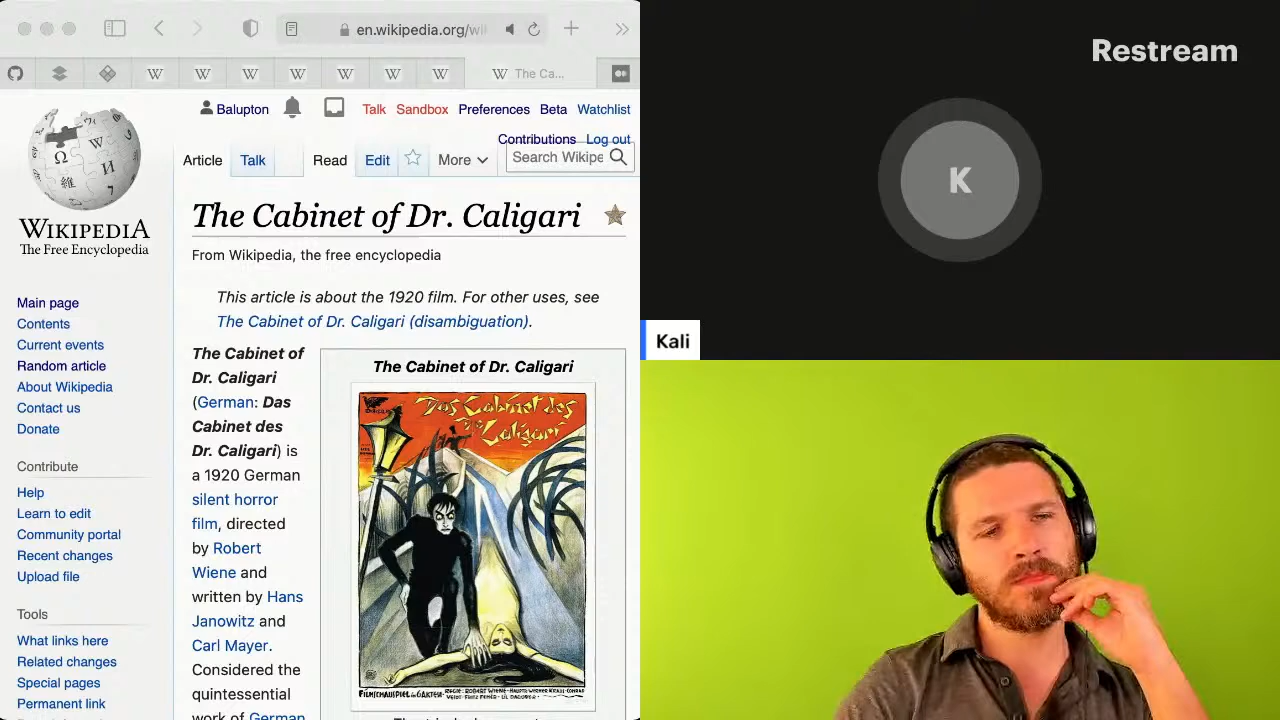 en.wikipedia.org/wi
The Ca...
Balupton
Talk
Sandbox
Preferences
Beta
Watchlist
Contributions
Log out
Article
Talk
Read
Edit
More
Search Wikipe
WIKIPEDIA
The Free Encyclopedia
The Cabinet of Dr. Caligari
From Wikipedia, the free encyclopedia
This article is about the 1920 film. For other uses, see
The Cabinet of Dr. Caligari (disambiguation).
Main page
Contents
Current events
Random article
About Wikipedia
Contact us
Donate
Contribute
Help
Learn to edit
Community portal
Recent changes
Upload file
Tools
What links here
Related changes
Special pages
Permanent link
The Cabinet of
Dr. Caligari
(German: Das
Cabinet des
Dr. Caligari) is
a 1920 German
silent horror
film, directed
by Robert
Wiene and
written by Hans
Janowitz and
Carl Mayer.
Considered the
quintessential
work of German
The Cabinet of Dr. Caligari
Das Cabinet des
Dr. Caligari
Restream
K
Kali